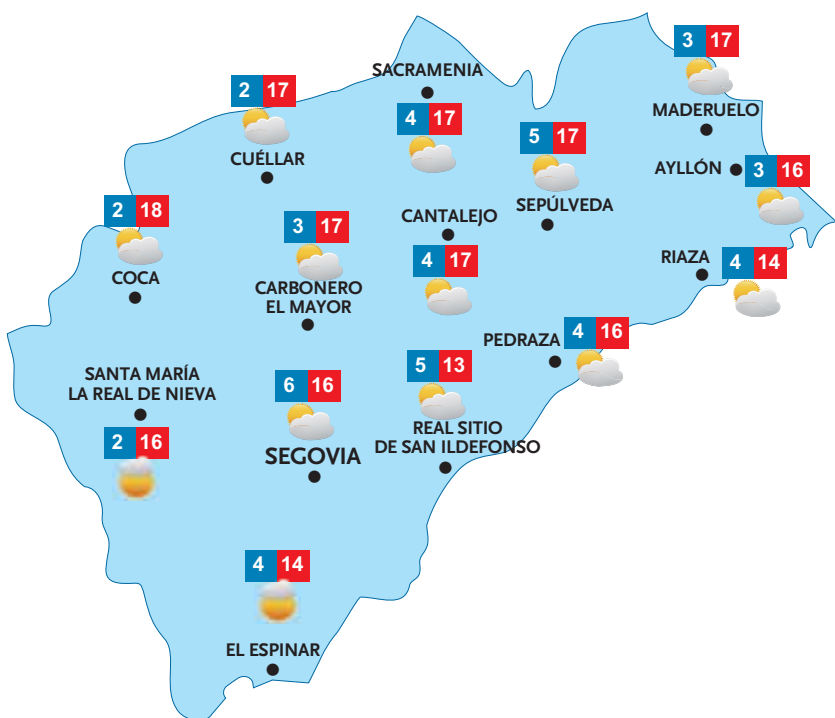 3 17
MADERUELO
SACRAMENIA
4 17
2 17
CUÉLLAR
5 17
SEPÚLVEDA
AYLLÓN
3 16
2 18
COCA
3 17
CARBONERO
EL MAYOR
CANTALEJO
4 17
RIAZA
4 14
PEDRAZA
4 16
SANTA MARÍA
LA REAL DE NIEVA
2 16
6 16
SEGOVIA
5 13
REAL SITIO
DE SAN ILDEFONSO
4 14
EL ESPINAR